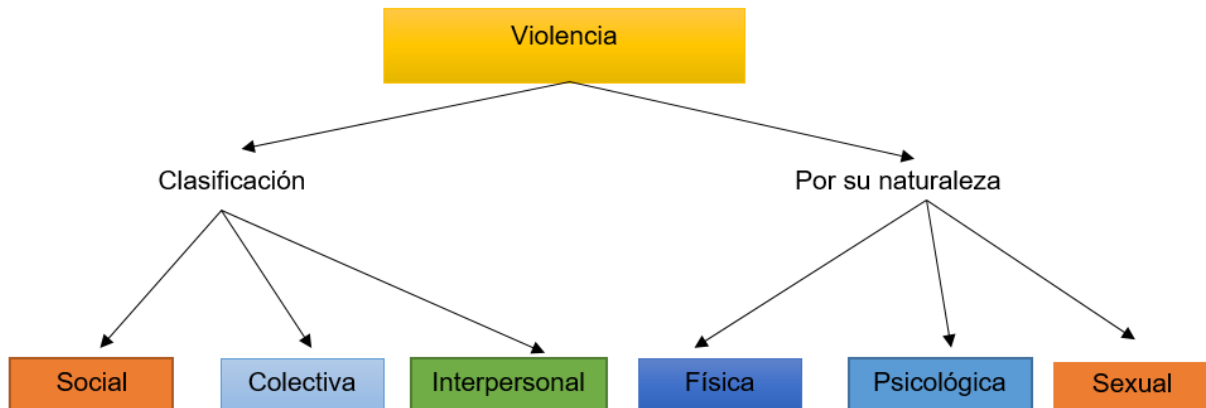 Violencia
Clasificación
Por su naturaleza
Social
Colectiva
Interpersonal
Física
Psicológica
Sexual